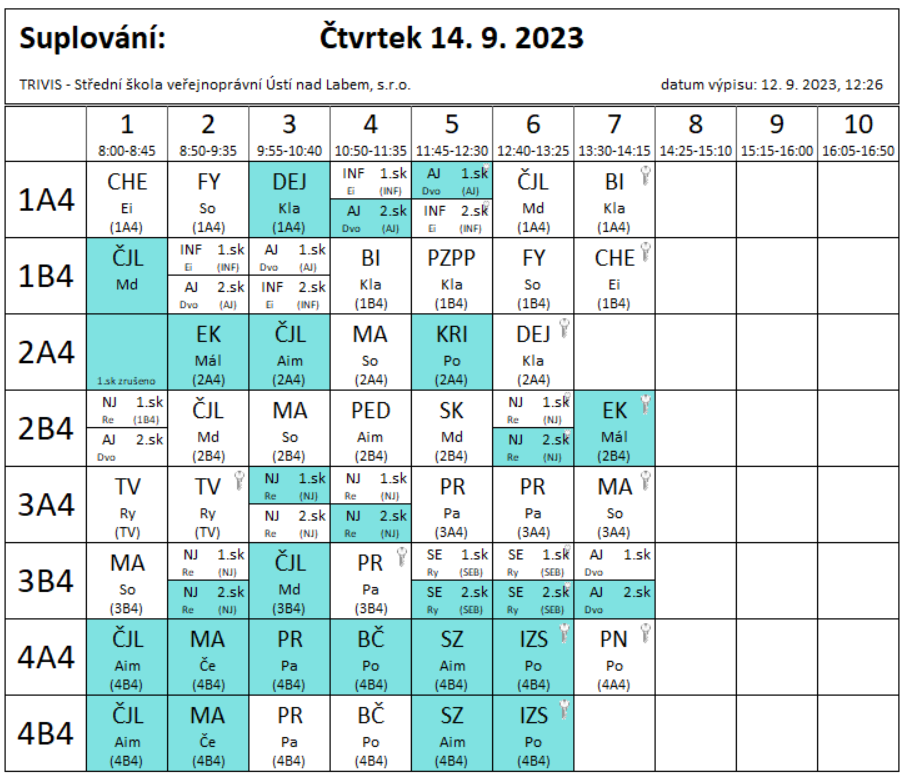 Suplování: Čtvrtek 14. 9. 2023
TRIVIS - Střední škola veřejnoprávní Ústí nad Labem, s.r.o. datum výpisu: 12. 9. 2023, 12:26
1 2 3 4 5 6 7 8 9 10
8:00-8:45 8:50-9:35 9:55-10:40 10:50-11:35 11:45-12:30 12:40-13:25 13:30-14:15 14:25-15:10 15:15-16:00 16:05-16:50
1A4
CHE
Ei
(1A4)
FY
So
(1A4)
DEJ
Kla
(1A4)
INF 1.sk
Ei (INF)
AJ 2.sk
Dvo (AJ)
AJ 1.sk
Dvo (AJ)
INF 2.sk
Ei (INF)
ČJL
Md
(1A4)
BI
Kla
(1A4)
1B4
ČJL
Md
INF 1.sk
Ei (INF)
AJ 2.sk
Dvo (AJ)
AJ 1.sk
Dvo (AJ)
INF 2.sk
Ei (INF)
BI
Kla
(1B4)
PZPP
Kla
(1B4)
FY
So
(1B4)
CHE
Ei
(1B4)
2A4
1.sk zrušeno
EK
Mál
(2A4)
ČJL
Aim
(2A4)
MA
So
(2A4)
KRI
Po
(2A4)
DEJ
Kla
(2A4)
2B4
NJ 1.sk
Re (1B4)
AJ 2.sk
Dvo
ČJL
Md
(2B4)
MA
So
(2B4)
PED
Aim
(2B4)
SK
Md
(2B4)
NJ 1.sk
Re (NJ)
NJ 2.sk
Re (NJ)
EK
Mál
(2B4)
3A4
TV
Ry
(TV)
TV
Ry
(TV)
NJ 1.sk
Re (NJ)
NJ 2.sk
Re (NJ)
NJ 1.sk
Re (NJ)
NJ 2.sk
Re (NJ)
PR
Pa
(3A4)
PR
Pa
(3A4)
MA
So
(3A4)
3B4
MA
So
(3B4)
NJ 1.sk
Re (NJ)
NJ 2.sk
Re (NJ)
ČJL
Md
(3B4)
PR
Pa
(3B4)
SE 1.sk
Ry (SEB)
SE 2.sk
Ry (SEB)
SE 1.sk
Ry (SEB)
SE 2.sk
Ry (SEB)
AJ 1.sk
Dvo
AJ 2.sk
Dvo
4A4
ČJL
Aim
(4B4)
MA
Če
(4B4)
PR
Pa
(4B4)
BČ
Po
(4B4)
SZ
Aim
(4B4)
IZS
Po
(4B4)
PN
Po
(4A4)
4B4
ČJL
Aim
(4B4)
MA
Če
(4B4)
PR
Pa
(4B4)
BČ
Po
(4B4)
SZ
Aim
(4B4)
IZS
Po
(4B4)